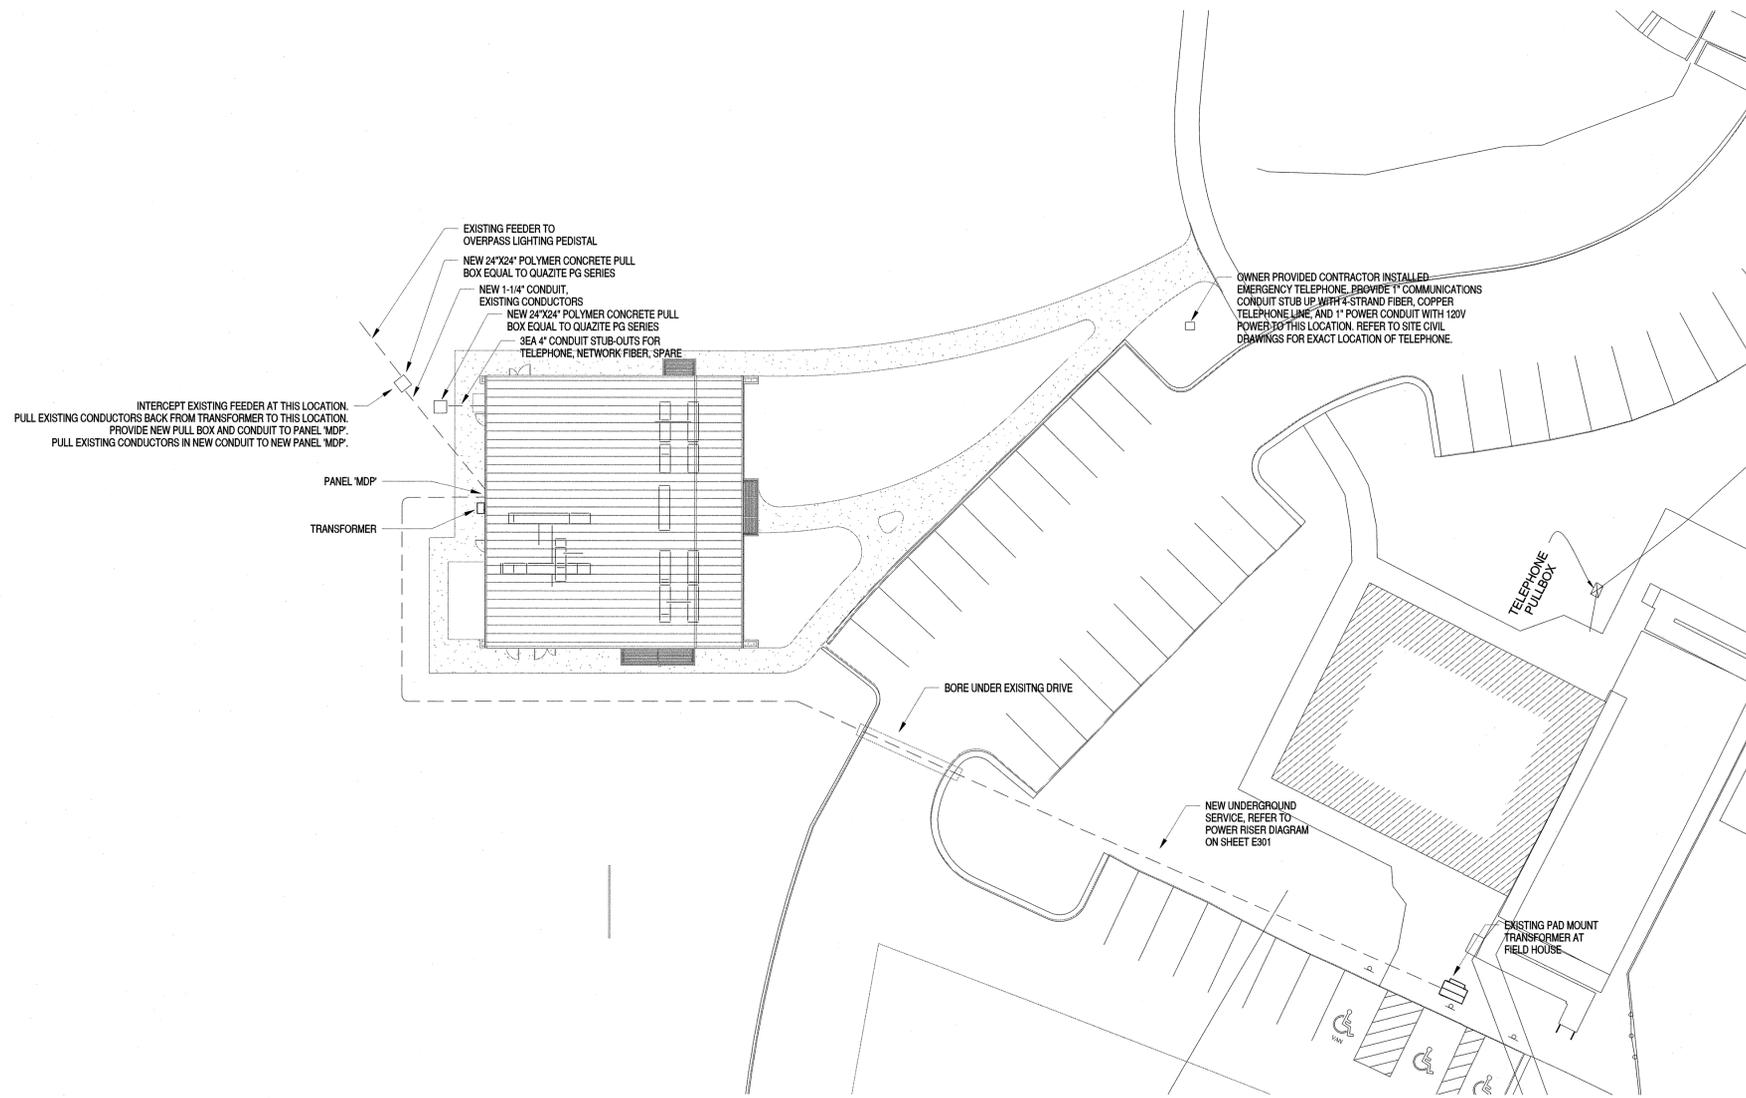 EXISTING FEEDER TO
OVERPASS LIGHTING PEDISTAL
NEW 24"X24" POLYMER CONCRETE PULL
BOX EQUAL TO QUAZITE PG SERIES
NEW 1-1/4" CONDUIT,
EXISTING CONDUCTORS
NEW 24"X24" POLYMER CONCRETE PULL
BOX EQUAL TO QUAZITE PG SERIES
3EA 4" CONDUIT STUB-OUTS FOR
TELEPHONE, NETWORK FIBER, SPARE
OWNER PROVIDED CONTRACTOR INSTALLED
EMERGENCY TELEPHONE, PROVIDE 1" COMMUNICATIONS
CONDUIT STUB UP WITH 4-STRAND FIBER, COPPER
TELEPHONE LINE, AND 1" POWER CONDUIT WITH 120V
POWER TO THIS LOCATION. REFER TO SITE CIVIL
DRAWINGS FOR EXACT LOCATION OF TELEPHONE.
INTERCEPT EXISTING FEEDER AT THIS LOCATION.
PULL EXISTING CONDUCTORS BACK FROM TRANSFORMER TO THIS LOCATION.
PROVIDE NEW PULL BOX AND CONDUIT TO PANEL 'MDP'.
PULL EXISTING CONDUCTORS IN NEW CONDUIT TO NEW PANEL 'MDP'.
PANEL 'MDP'
TRANSFORMER
TELEPHONE
PULLBOX
BORE UNDER EXISITNG DRIVE
NEW UNDERGROUND
SERVICE, REFER TO
POWER RISER DIAGRAM
ON SHEET E301
EXISTING PAD MOUNT
TRANSFORMER AT
FIELD HOUSE
VAN